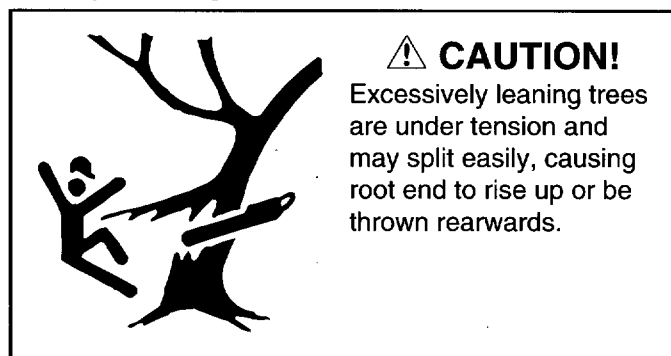 ⚠ CAUTION!
Excessively leaning trees
are under tension and
may split easily, causing
root end to rise up or be
thrown rearwards.